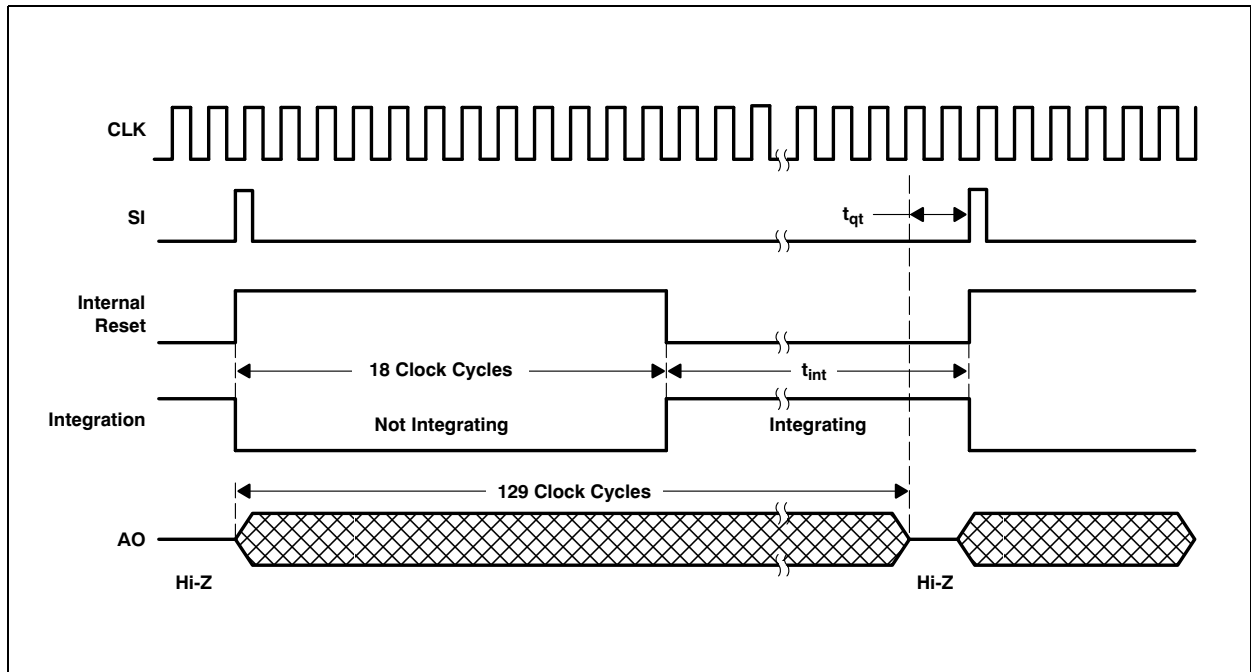 CLK
SI
t_qt
Internal
Reset
18 Clock Cycles
t_int
Integration
Not Integrating
Integrating
129 Clock Cycles
AO
Hi-Z
Hi-Z